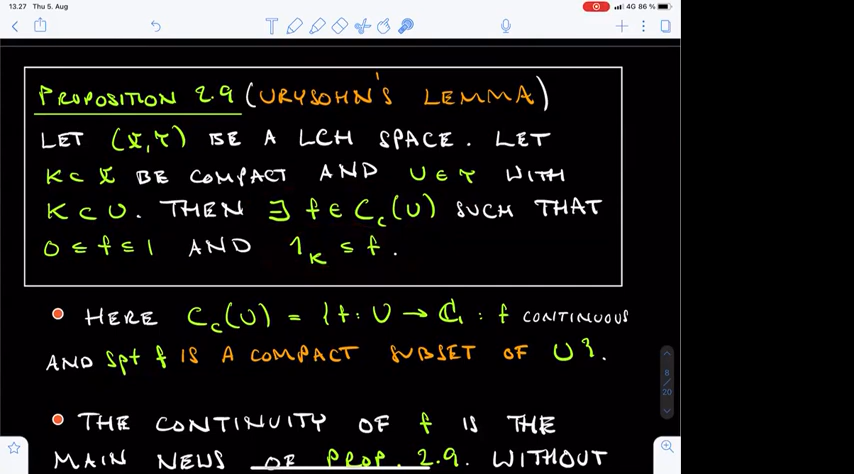 13.27 Thu 5. Aug
4G 86 %
PROPOSITION 2.9 (URYSOHN'S LEMMA)
LET (X,τ) BE A LCH SPACE. LET
K ⊂ X BE COMPACT AND U ∈ τ WITH
K ⊂ U. THEN ∃ f ∈ C_c(U) SUCH THAT
0 ≤ f ≤ 1 AND 1_K ≤ f.
• HERE C_c(U) = {f: U → ℂ : f CONTINUOUS
AND spt f IS A COMPACT SUBSET OF U}.
• THE CONTINUITY OF f IS THE
MAIN NEWS OF PROP. 2.9. WITHOUT
8
/
20